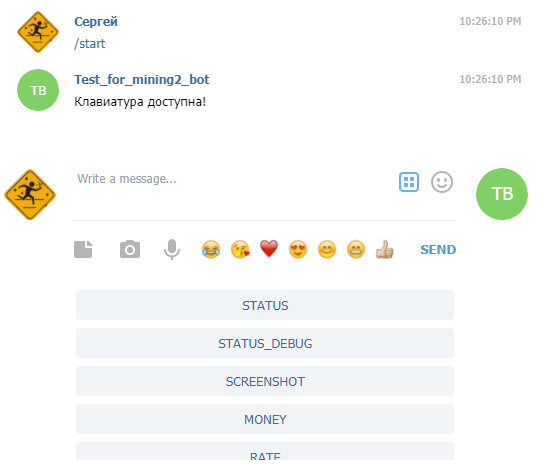 Сергей 10:26:10 PM
/start
TB Test_for_mining2_bot 10:26:10 PM
Клавиатура доступна!
Write a message...
TB
SEND
STATUS
STATUS_DEBUG
SCREENSHOT
MONEY
RATE